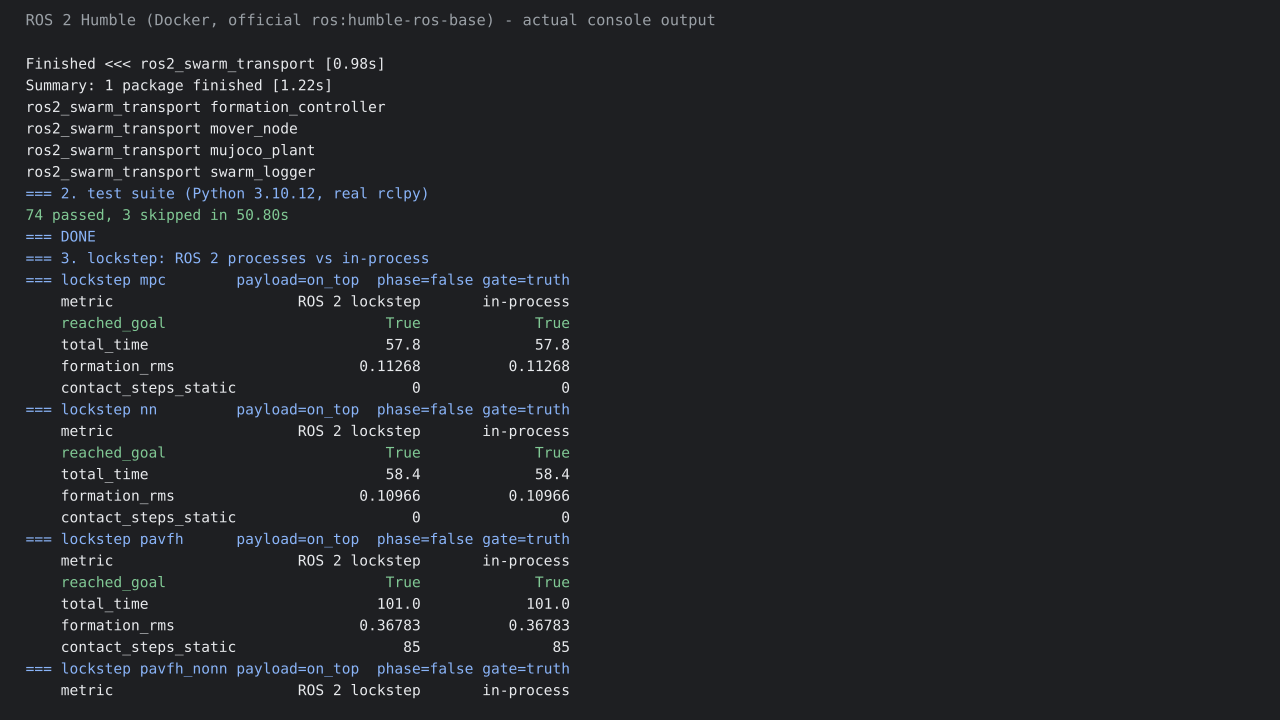 ROS 2 Humble (Docker, official ros:humble-ros-base) - actual console output
Finished <<< ros2_swarm_transport [0.98s]
Summary: 1 package finished [1.22s]
ros2_swarm_transport formation_controller
ros2_swarm_transport mover_node
ros2_swarm_transport mujoco_plant
ros2_swarm_transport swarm_logger
=== 2. test suite (Python 3.10.12, real rclpy)
74 passed, 3 skipped in 50.80s
=== DONE
=== 3. lockstep: ROS 2 processes vs in-process
=== lockstep mpc        payload=on_top  phase=false gate=truth
    metric                     ROS 2 lockstep       in-process
    reached_goal                         True             True
    total_time                           57.8             57.8
    formation_rms                     0.11268          0.11268
    contact_steps_static                    0                0
=== lockstep nn         payload=on_top  phase=false gate=truth
    metric                     ROS 2 lockstep       in-process
    reached_goal                         True             True
    total_time                           58.4             58.4
    formation_rms                     0.10966          0.10966
    contact_steps_static                    0                0
=== lockstep pavfh      payload=on_top  phase=false gate=truth
    metric                     ROS 2 lockstep       in-process
    reached_goal                         True             True
    total_time                          101.0            101.0
    formation_rms                     0.36783          0.36783
    contact_steps_static                   85               85
=== lockstep pavfh_nonn payload=on_top  phase=false gate=truth
    metric                     ROS 2 lockstep       in-process